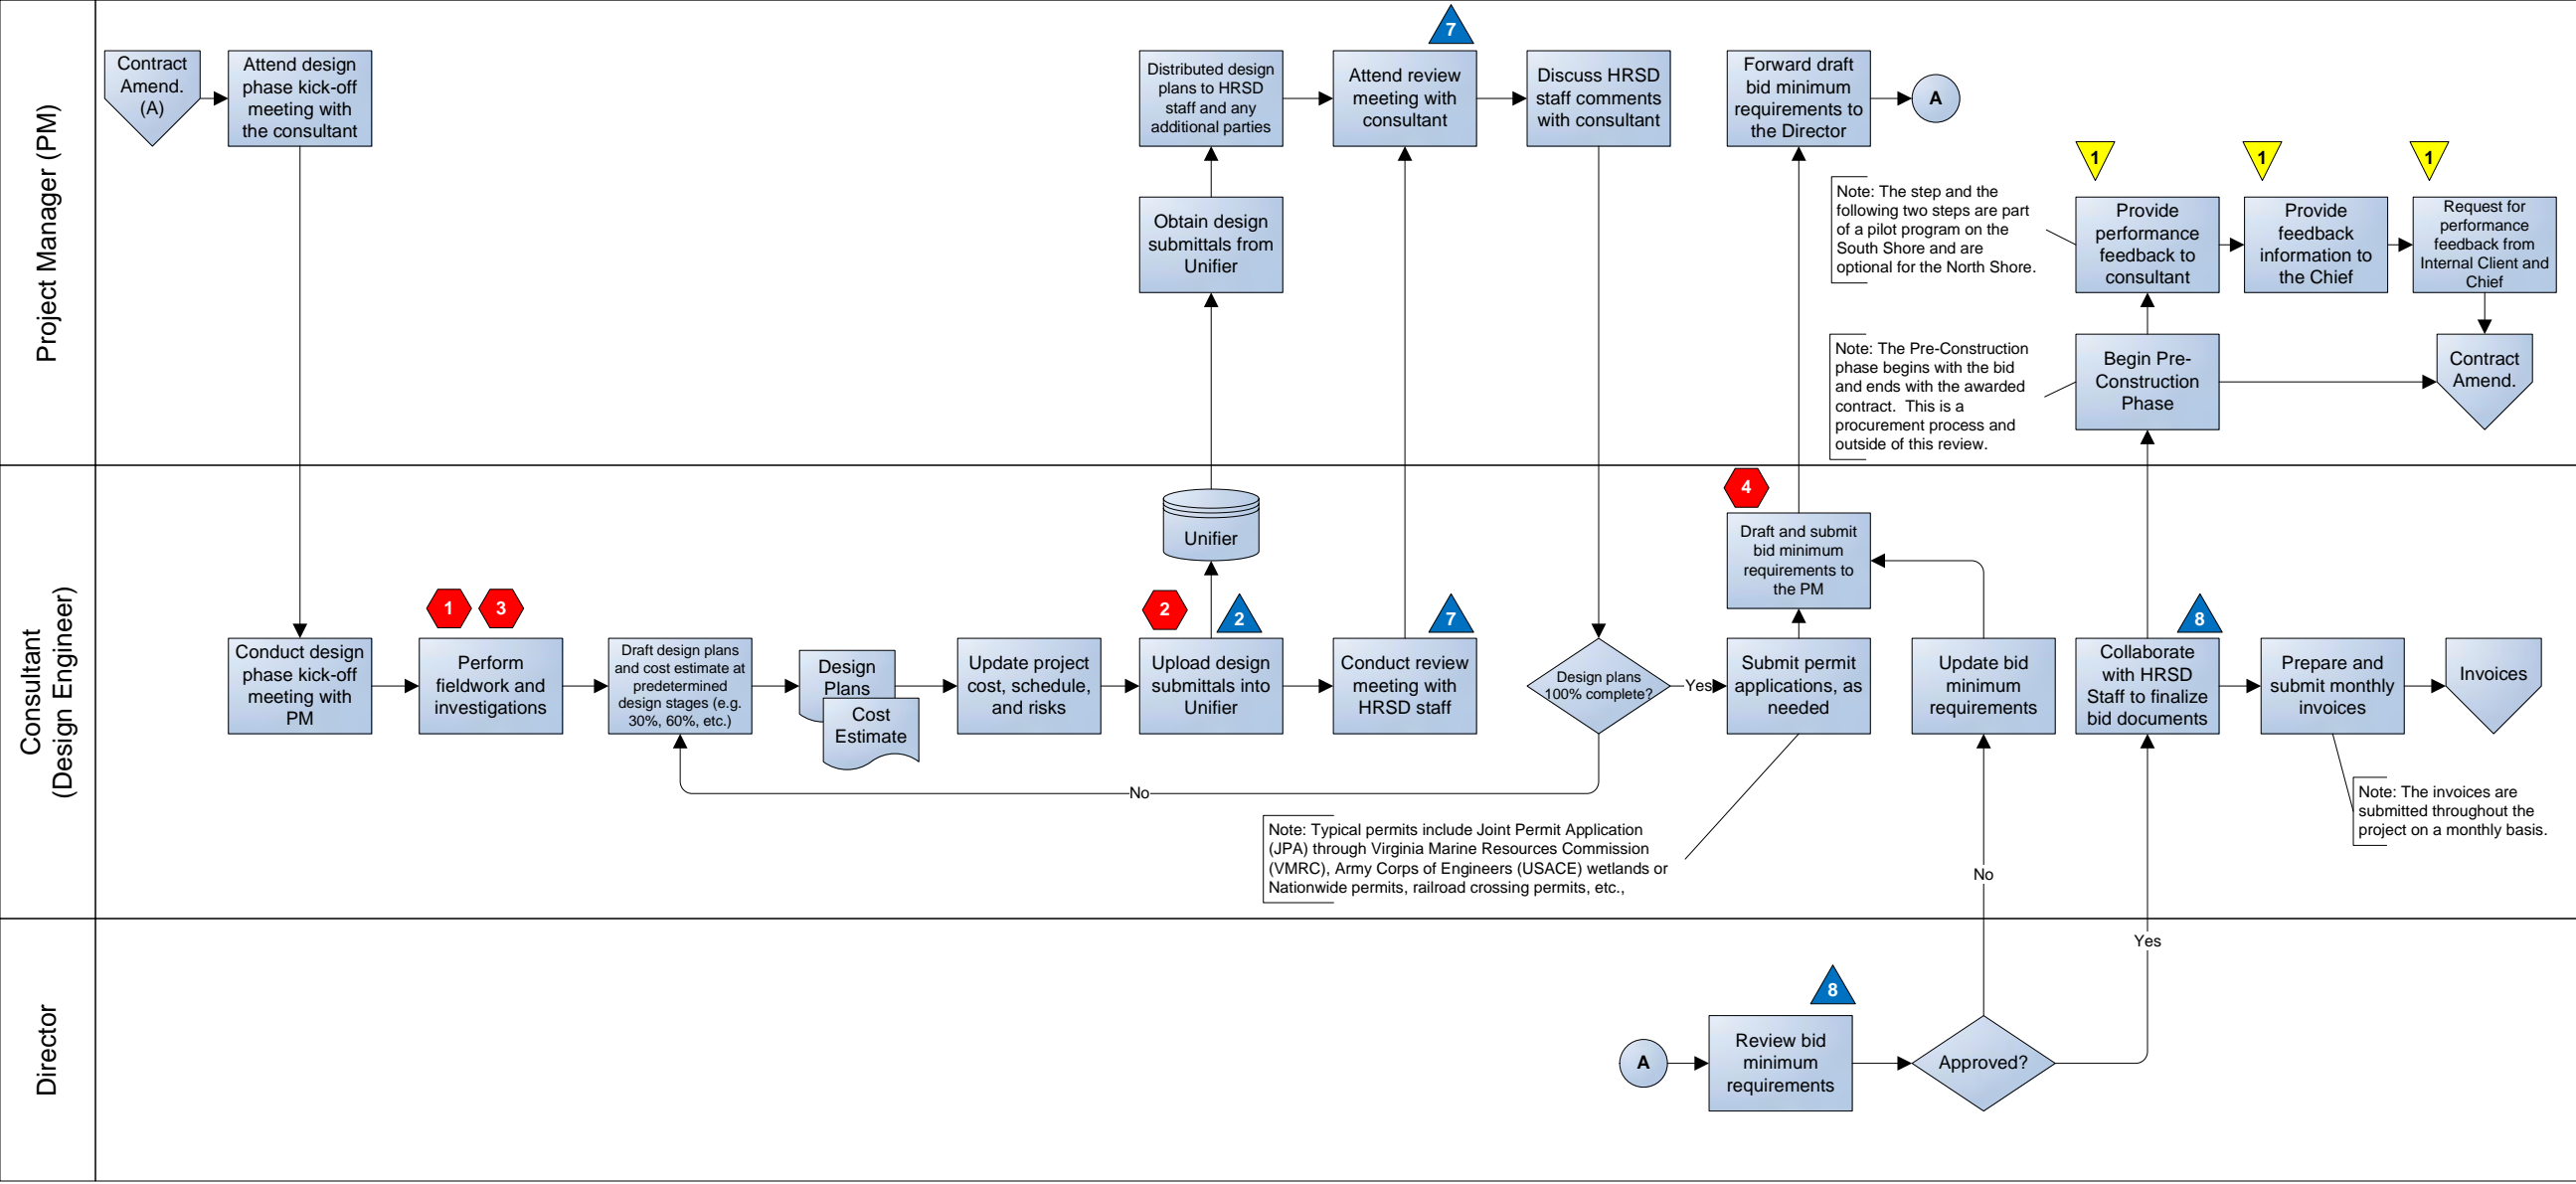 Project Manager (PM)
Contract
Amend.
(A)
Attend design
phase kick-off
meeting with
the consultant
Distributed design
plans to HRSD
staff and any
additional parties
7
Attend review
meeting with
consultant
Discuss HRSD
staff comments
with consultant
Forward draft
bid minimum
requirements to
the Director
A
Obtain design
submittals from
Unifier
Note: The step and the
following two steps are part
of a pilot program on the
South Shore and are
optional for the North Shore.
1
Provide
performance
feedback to
consultant
1
Provide
feedback
information to
the Chief
1
Request for
performance
feedback from
Internal Client and
Chief
Note: The Pre-Construction
phase begins with the bid
and ends with the awarded
contract. This is a
procurement process and
outside of this review.
Begin Pre-
Construction
Phase
Contract
Amend.
Consultant
(Design Engineer)
Conduct design
phase kick-off
meeting with
PM
1
3
Perform
fieldwork and
investigations
Draft design plans
and cost estimate at
predetermined
design stages (e.g.
30%, 60%, etc.)
Design
Plans
Cost
Estimate
Update project
cost, schedule,
and risks
Unifier
2
2
Upload design
submittals into
Unifier
7
Conduct review
meeting with
HRSD staff
Design plans
100% complete?
Yes
No
4
Draft and submit
bid minimum
requirements to
the PM
Submit permit
applications, as
needed
Note: Typical permits include Joint Permit Application
(JPA) through Virginia Marine Resources Commission
(VMRC), Army Corps of Engineers (USACE) wetlands or
Nationwide permits, railroad crossing permits, etc.,
Update bid
minimum
requirements
No
8
Collaborate
with HRSD
Staff to finalize
bid documents
Prepare and
submit monthly
invoices
Invoices
Note: The invoices are
submitted throughout the
project on a monthly basis.
Yes
Director
A
8
Review bid
minimum
requirements
Approved?